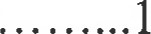 . . . . . . . . . . 1